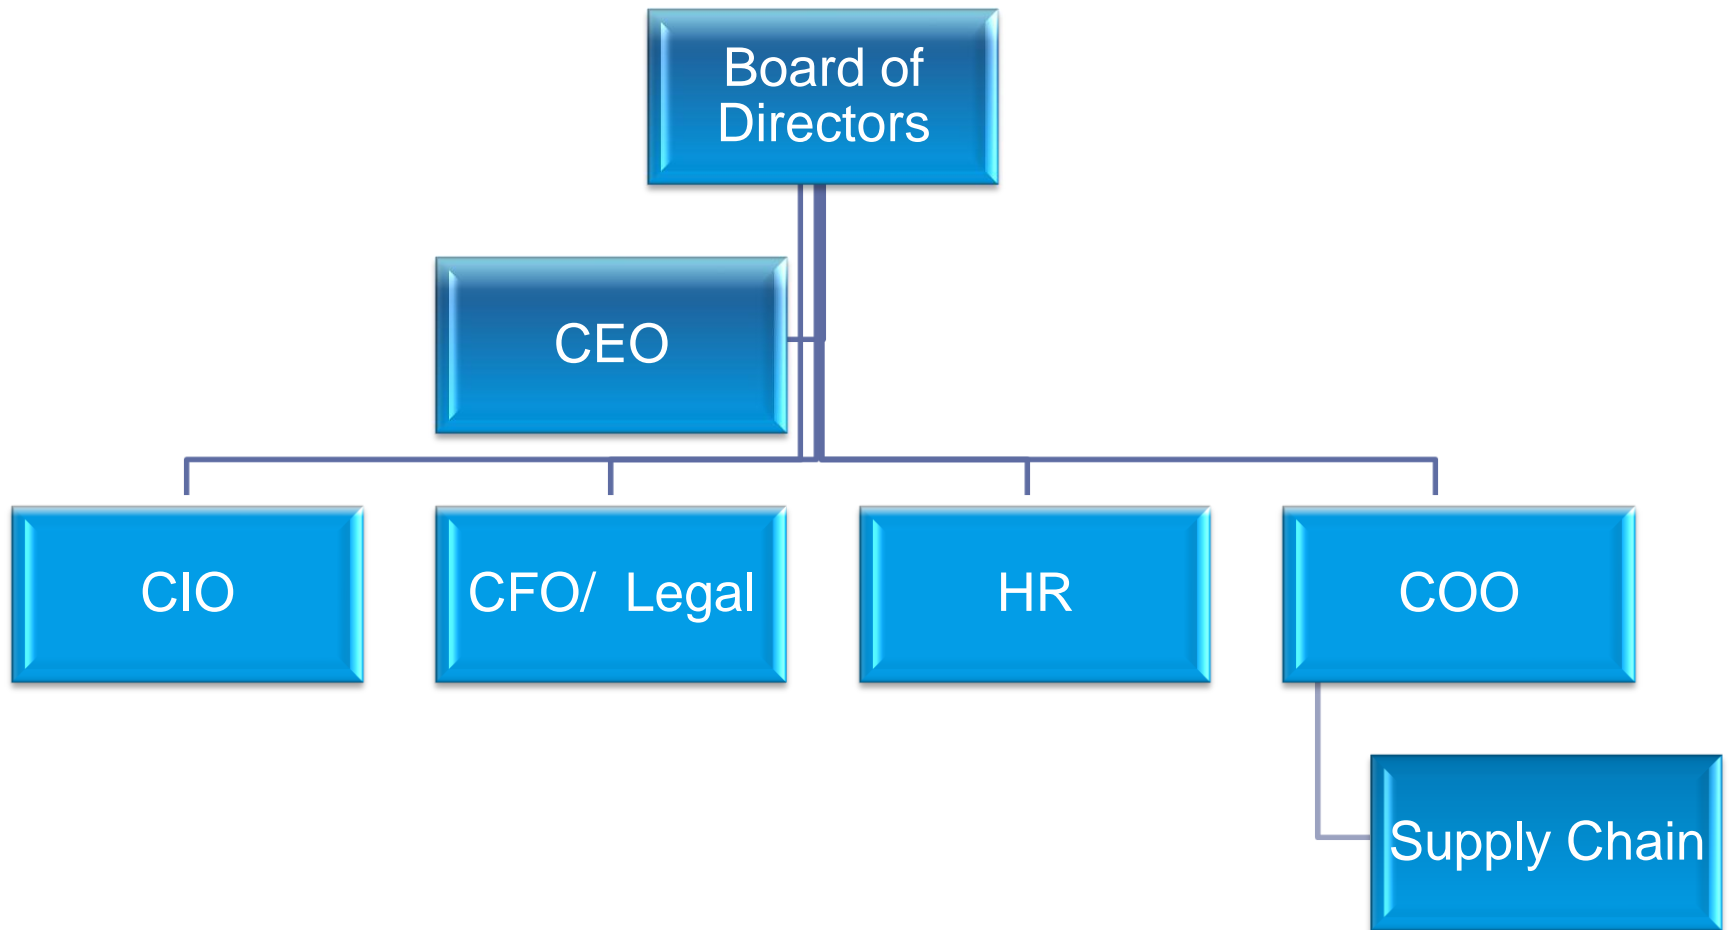 Board of
Directors
CEO
CIO
CFO/  Legal
HR
COO
Supply Chain